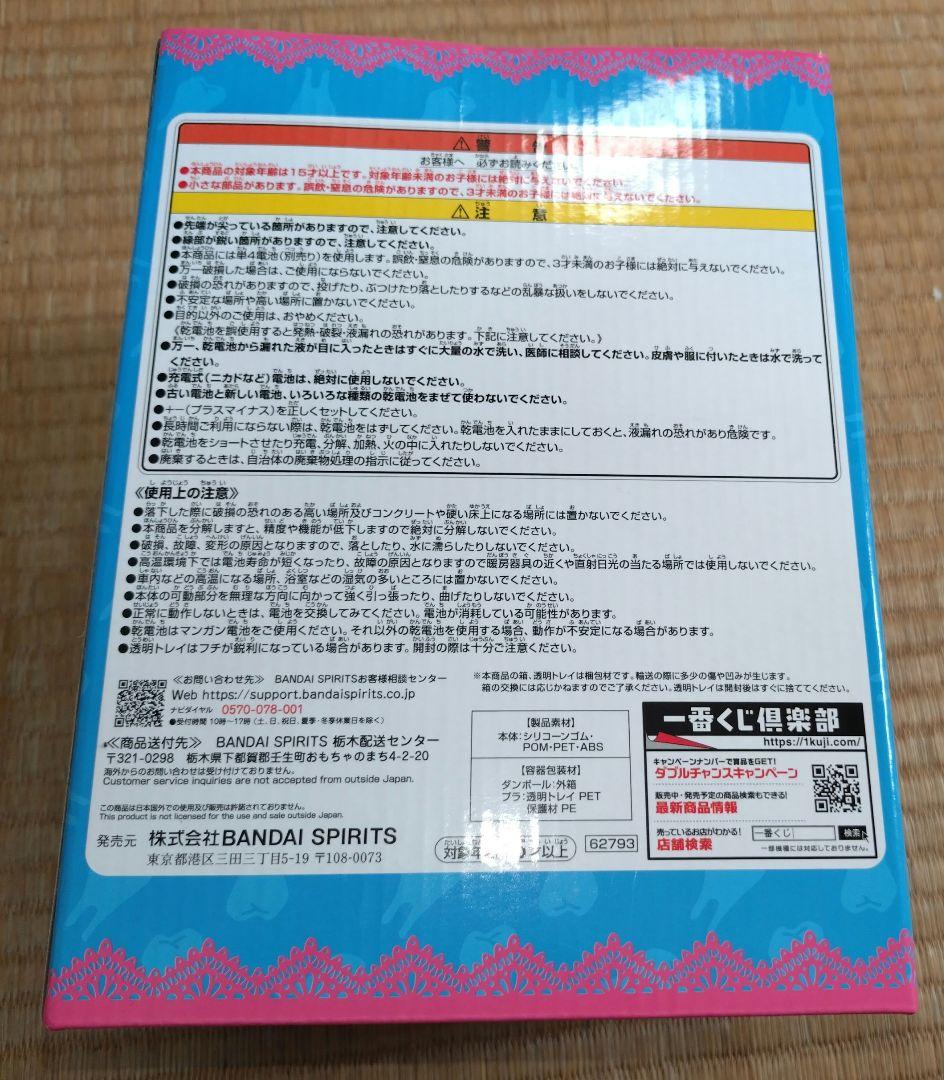 ⚠警
お客様へ 必ずお読みください。
●本商品の対象年齢は15才以上です。対象年齢未満のお子様には絶対に与えないでください。
●小さな部品があります。誤飲・窒息の危険がありますので、3才未満のお子様には絶対に与えないでください。
⚠注意
●先端が尖っている箇所がありますので、注意してください。
●縁部が鋭い箇所がありますので、注意してください。
●本商品には単4電池(別売り)を使用します。誤飲・窒息の危険がありますので、3才未満のお子様には絶対に与えないでください。
●万一破損した場合は、ご使用にならないでください。
●破損の恐れがありますので、投げたり、ぶつけたり落としたりするなどの乱暴な扱いをしないでください。
●不安定な場所や高い場所に置かないでください。
●目的以外のご使用は、おやめください。
《乾電池を誤使用すると発熱・破裂・液漏れの恐れがあります。下記に注意してください。》
●万一、乾電池から漏れた液が目に入ったときはすぐに大量の水で洗い、医師に相談してください。皮膚や服に付いたときは水で洗って
ください。
●充電式(ニカドなど)電池は、絶対に使用しないでください。
●古い電池と新しい電池、いろいろな種類の乾電池をまぜて使わないでください。
●+-(プラスマイナス)を正しくセットしてください。
●長時間ご利用にならない際は、乾電池をはずしてください。乾電池を入れたままにしておくと、液漏れの恐れがあり危険です。
●乾電池をショートさせたり充電、分解、加熱、火の中に入れたりしないでください。
●廃棄するときは、自治体の廃棄物処理の指示に従ってください。
《使用上の注意》
●落下した際に破損の恐れのある高い場所及びコンクリートや硬い床上になる場所には置かないでください。
●本商品を分解しますと、精度や機能が低下しますので絶対に分解しないでください。
●破損、故障、変形の原因となりますので、落としたり、水に濡らしたりしないでください。
●高温環境下では電池寿命が短くなったり、故障の原因となりますので暖房器具の近くや直射日光の当たる場所では使用しないでください。
●車内などの高温になる場所、浴室などの湿気の多いところには置かないでください。
●本体の可動部分を無理な方向に向かって強く引っ張ったり、曲げたりしないでください。
●正常に動作しないときは、電池を交換してみてください。電池が消耗している可能性があります。
●乾電池はマンガン電池をご使用ください。それ以外の乾電池を使用する場合、動作が不安定になる場合があります。
●透明トレイはフチが鋭利になっている場合があります。開封の際は十分ご注意ください。
≪お問い合わせ先≫ BANDAI SPIRITSお客様相談センター
Web https://support.bandaispirits.co.jp
ナビダイヤル 0570-078-001
●受付時間 10時～17時(土、日、祝日、夏季・冬季休業日を除く)
≪商品送付先≫ BANDAI SPIRITS 栃木配送センター
〒321-0298 栃木県下都賀郡壬生町おもちゃのまち4-2-20
海外からのお問い合わせは受け付けておりません。
Customer service inquiries are not accepted from outside Japan.
この商品は日本国外での使用及び販売は許諾されておりません。
This product is not licensed for the use and sale outside Japan.
発売元 株式会社BANDAI SPIRITS
東京都港区三田三丁目5-19 〒108-0073
※本商品の箱、透明トレイは梱包材です。輸送の際に多少の傷や凹みが生じます。
箱の交換には応じかねますのでご了承ください。透明トレイは開封後はすぐに捨ててください。
【製品素材】
本体:シリコーンゴム・
POM・PET・ABS
【容器包装材】
ダンボール:外箱
プラ:透明トレイ PET
保護材 PE
62793
一番くじ倶楽部
https://1kuji.com/
キャンペーンナンバーで賞品をGET!
ダブルチャンスキャンペーン
販売中・発売予定の商品検索もできる!
最新商品情報
売っているお店がわかる!
店舗検索
一番くじ 検索
一部機種には対応しておりません。